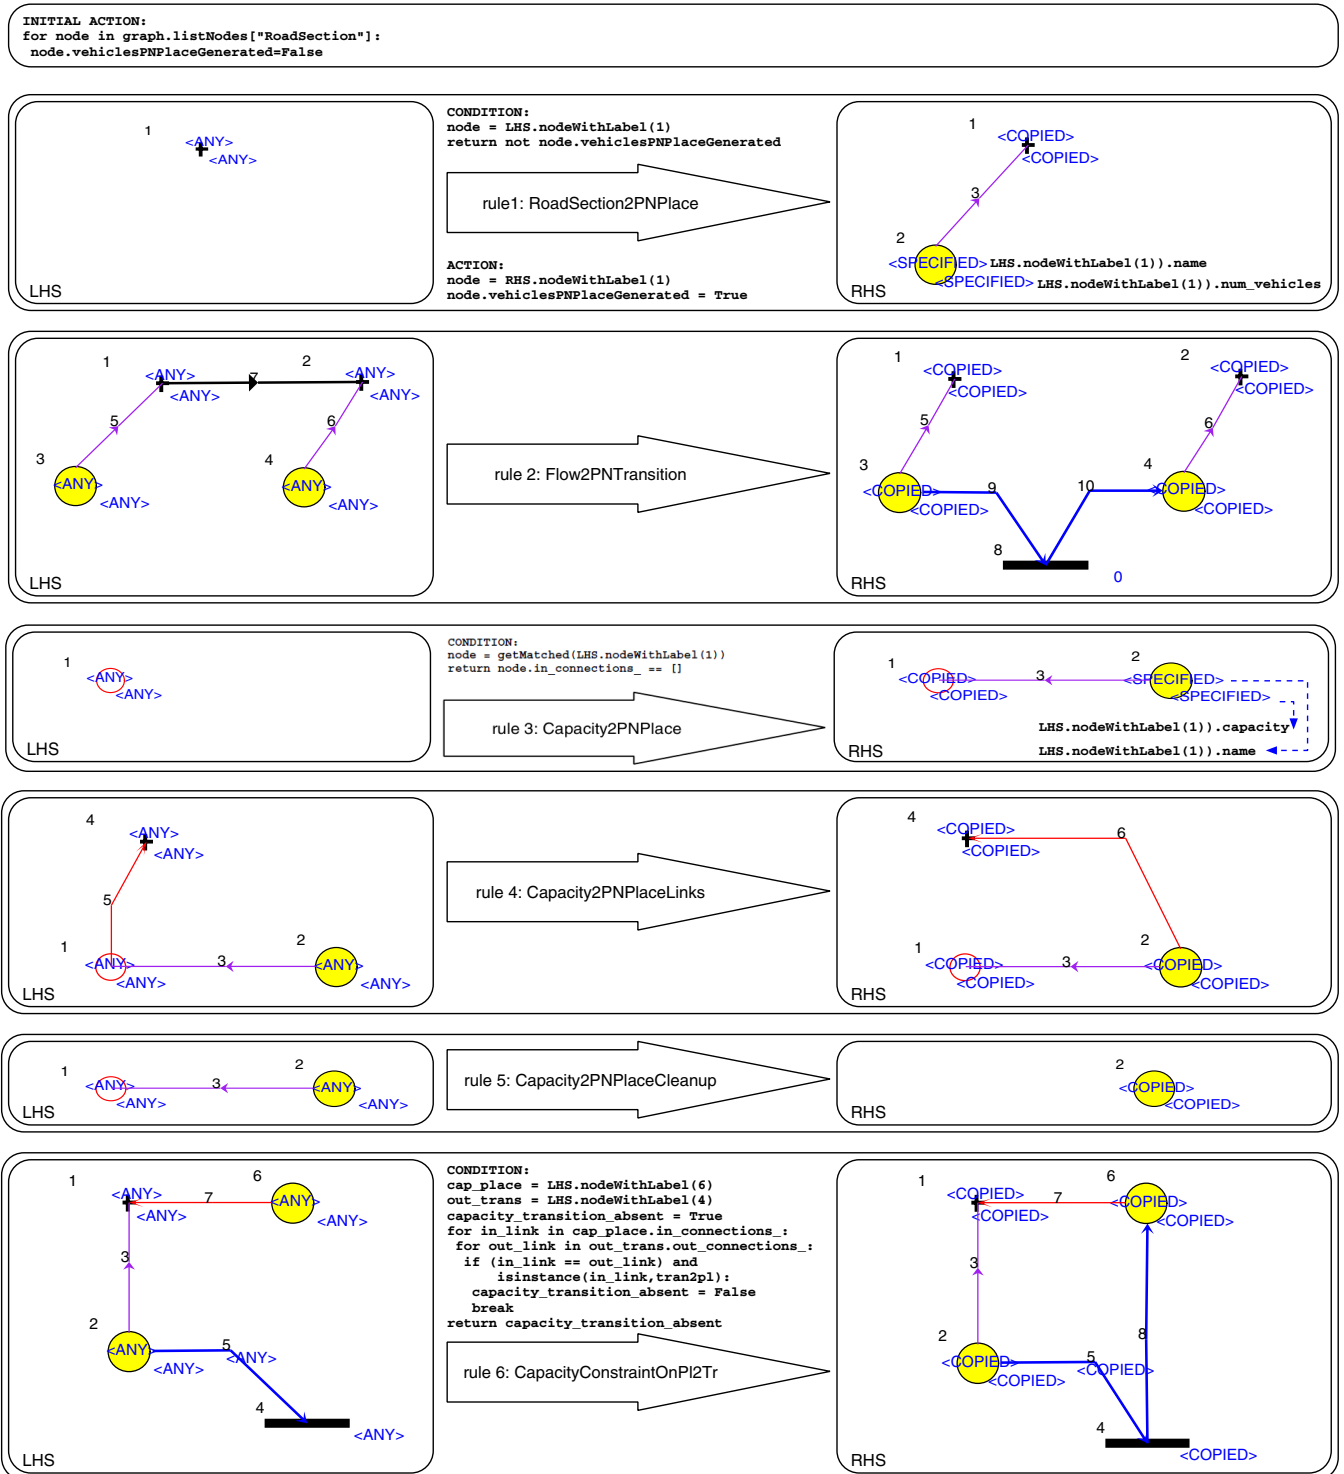 INITIAL ACTION:
for node in graph.listNodes["RoadSection"]:
node.vehiclesPNPlaceGenerated=False
1
<ANY>
<ANY>
LHS
CONDITION:
node = LHS.nodeWithLabel(1)
return not node.vehiclesPNPlaceGenerated
rule1: RoadSection2PNPlace
ACTION:
node = RHS.nodeWithLabel(1)
node.vehiclesPNPlaceGenerated = True
1
<COPIED>
<COPIED>
3
2
<SPECIFIED> LHS.nodeWithLabel(1)).name
<SPECIFIED> LHS.nodeWithLabel(1)).num_vehicles
RHS
1
<ANY>
<ANY>
7
2
<ANY>
<ANY>
5
6
3
<ANY>
<ANY>
4
<ANY>
<ANY>
LHS
rule 2: Flow2PNTransition
1
<COPIED>
<COPIED>
2
<COPIED>
<COPIED>
5
6
3
<COPIED>
<COPIED>
9
10
4
<COPIED>
<COPIED>
8
0
RHS
1
<ANY>
<ANY>
LHS
CONDITION:
node = getMatched(LHS.nodeWithLabel(1))
return node.in_connections_ == []
rule 3: Capacity2PNPlace
1
<COPIED>
<COPIED>
3
2
<SPECIFIED>
<SPECIFIED>
LHS.nodeWithLabel(1)).capacity
LHS.nodeWithLabel(1)).name
RHS
4
<ANY>
<ANY>
5
1
<ANY>
<ANY>
3
2
<ANY>
<ANY>
LHS
rule 4: Capacity2PNPlaceLinks
4
<COPIED>
<COPIED>
6
1
<COPIED>
<COPIED>
3
2
<COPIED>
<COPIED>
RHS
1
<ANY>
<ANY>
3
2
<ANY>
<ANY>
LHS
rule 5: Capacity2PNPlaceCleanup
2
<COPIED>
<COPIED>
RHS
1
<ANY>
<ANY>
7
6
<ANY>
<ANY>
3
2
<ANY>
<ANY>
5
<ANY>
4
<ANY>
LHS
CONDITION:
cap_place = LHS.nodeWithLabel(6)
out_trans = LHS.nodeWithLabel(4)
capacity_transition_absent = True
for in_link in cap_place.in_connections_:
for out_link in out_trans.out_connections_:
if (in_link == out_link) and
isinstance(in_link,tran2pl):
capacity_transition_absent = False
break
return capacity_transition_absent
rule 6: CapacityConstraintOnPl2Tr
1
<COPIED>
<COPIED>
7
6
<COPIED>
<COPIED>
3
8
2
<COPIED>
<COPIED>
5
<COPIED>
4
<COPIED>
RHS